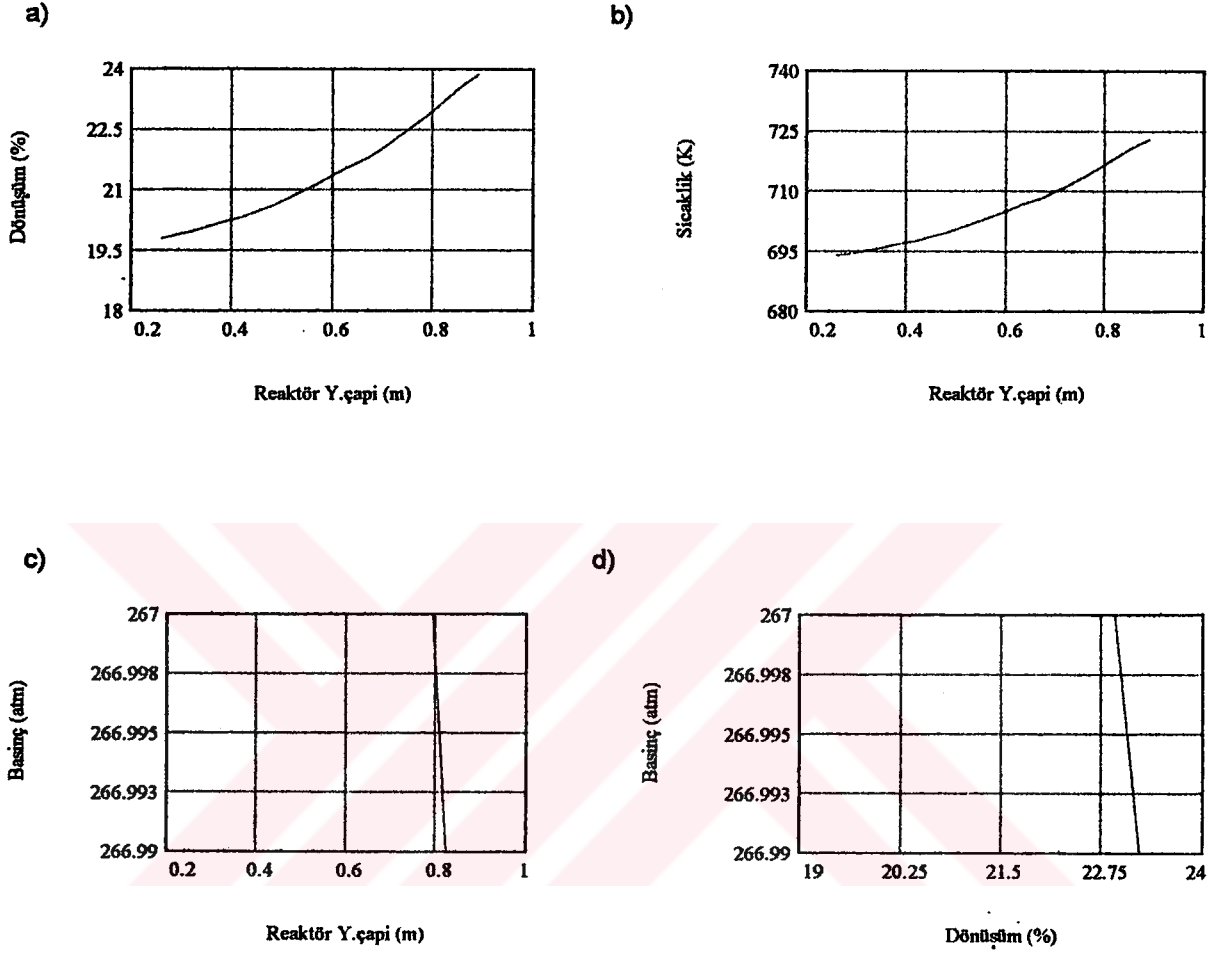 a)
24
22.5
21
19.5
18
0.2 0.4 0.6 0.8 1
Dönüşüm (%)
Reaktör Y.çapi (m)
b)
740
725
710
695
680
0.2 0.4 0.6 0.8 1
Sicaklik (K)
Reaktör Y.çapi (m)
c)
267
266.998
266.995
266.993
266.99
0.2 0.4 0.6 0.8 1
Basinç (atm)
Reaktör Y.çapi (m)
d)
267
266.998
266.995
266.993
266.99
19 20.25 21.5 22.75 24
Basinç (atm)
Dönüşüm (%)